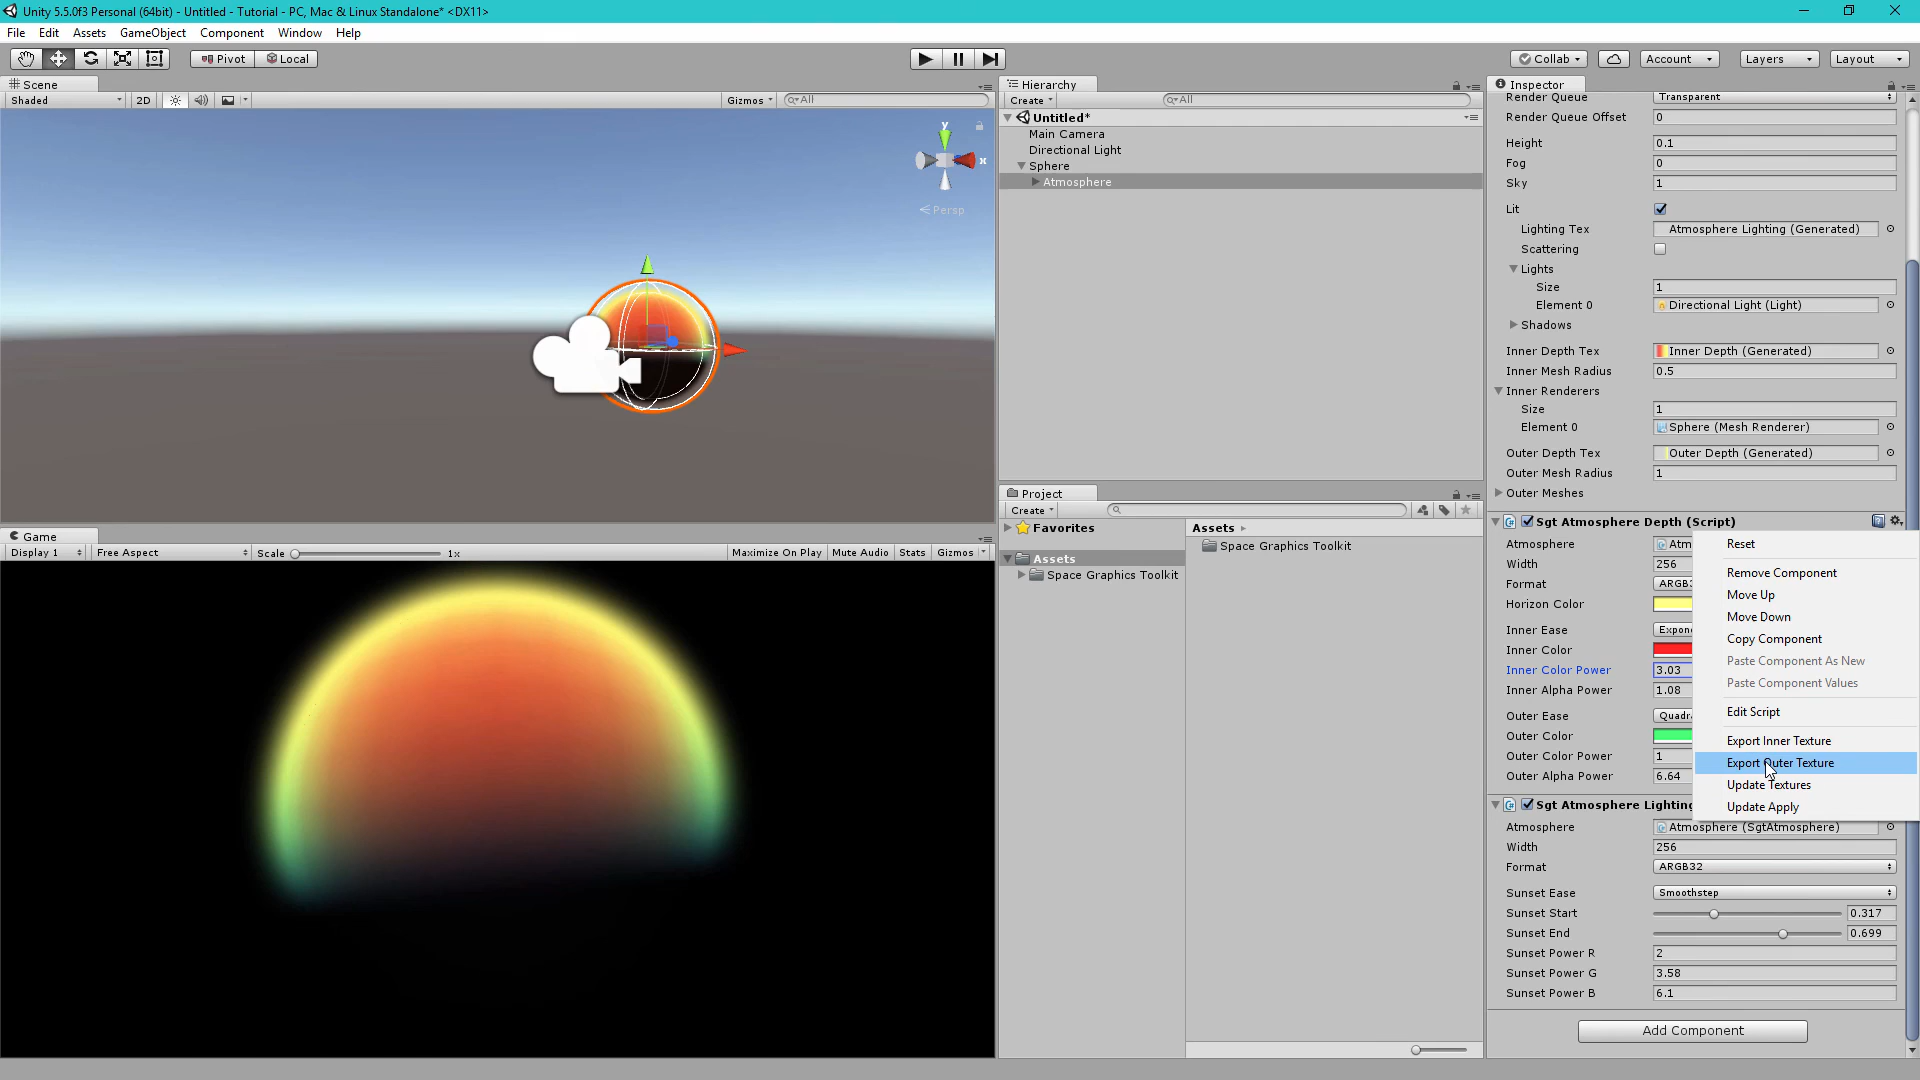 Unity 5.5.0f3 Personal (64bit) - Untitled - Tutorial - PC, Mac & Linux Standalone* <DX11>
File Edit Assets GameObject Component Window Help
Pivot Local Collab Account Layers Layout
Scene
Shaded 2D Gizmos All
y
x
Persp
Game
Display 1 Free Aspect Scale 1x Maximize On Play Mute Audio Stats Gizmos
Hierarchy
Create All
Untitled*
Main Camera
Directional Light
Sphere
Atmosphere
Project
Create
Favorites
Assets
Space Graphics Toolkit
Assets
Space Graphics Toolkit
Inspector
Render Queue Transparent
Render Queue Offset 0
Height 0.1
Fog 0
Sky 1
Lit
Lighting Tex Atmosphere Lighting (Generated)
Scattering
Lights
Size 1
Element 0 Directional Light (Light)
Shadows
Inner Depth Tex Inner Depth (Generated)
Inner Mesh Radius 0.5
Inner Renderers
Size 1
Element 0 Sphere (Mesh Renderer)
Outer Depth Tex Outer Depth (Generated)
Outer Mesh Radius 1
Outer Meshes
Sgt Atmosphere Depth (Script)
Atmosphere Atm
Width 256
Format ARGB3
Horizon Color
Inner Ease Expon
Inner Color
Inner Color Power 3.03
Inner Alpha Power 1.08
Outer Ease Quadr
Outer Color
Outer Color Power 1
Outer Alpha Power 6.64
Reset
Remove Component
Move Up
Move Down
Copy Component
Paste Component As New
Paste Component Values
Edit Script
Export Inner Texture
Export Outer Texture
Update Textures
Update Apply
Sgt Atmosphere Lighting
Atmosphere Atmosphere (SgtAtmosphere)
Width 256
Format ARGB32
Sunset Ease Smoothstep
Sunset Start 0.317
Sunset End 0.699
Sunset Power R 2
Sunset Power G 3.58
Sunset Power B 6.1
Add Component